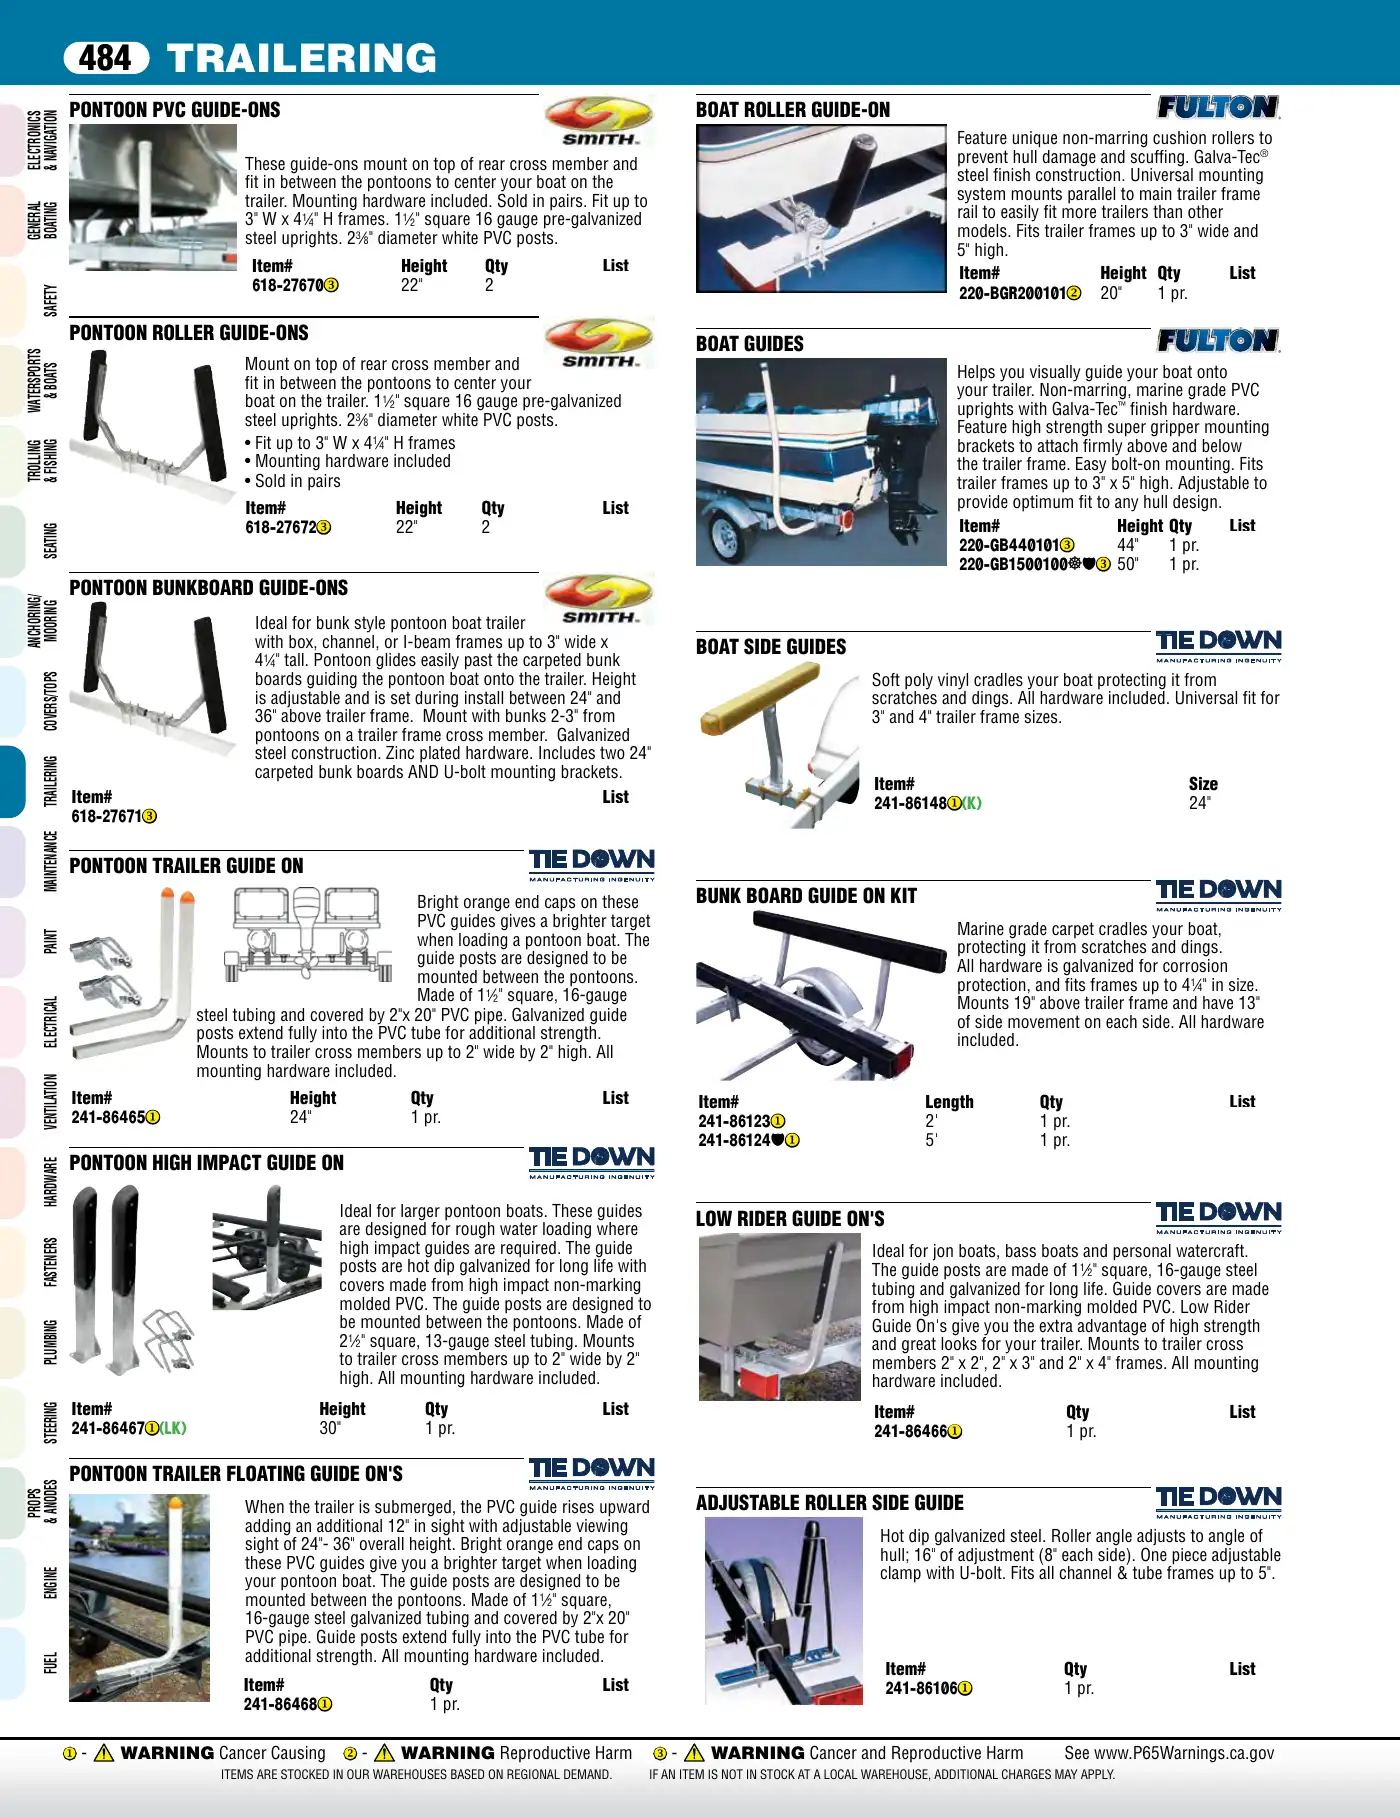 484 TRAILERING
ELECTRONICS
& NAVIGATION
GENERAL
BOATING
SAFETY
WATERSPORTS
& BOATS
TROLLING
& FISHING
SEATING
ANCHORING/
MOORING
COVERS/TOPS
TRAILERING
MAINTENANCE
PAINT
ELECTRICAL
VENTILATION
HARDWARE
FASTENERS
PLUMBING
STEERING
PROPS
& ANODES
ENGINE
FUEL
PONTOON PVC GUIDE-ONS
SMITH™
These guide-ons mount on top of rear cross member and
fit in between the pontoons to center your boat on the
trailer. Mounting hardware included. Sold in pairs. Fit up to
3" W x 4¼" H frames. 1½" square 16 gauge pre-galvanized
steel uprights. 2⅜" diameter white PVC posts.
Item# Height Qty List
618-27670③ 22" 2
PONTOON ROLLER GUIDE-ONS
SMITH™
Mount on top of rear cross member and
fit in between the pontoons to center your
boat on the trailer. 1½" square 16 gauge pre-galvanized
steel uprights. 2⅜" diameter white PVC posts.
• Fit up to 3" W x 4¼" H frames
• Mounting hardware included
• Sold in pairs
Item# Height Qty List
618-27672③ 22" 2
PONTOON BUNKBOARD GUIDE-ONS
SMITH™
Ideal for bunk style pontoon boat trailer
with box, channel, or I-beam frames up to 3" wide x
4¼" tall. Pontoon glides easily past the carpeted bunk
boards guiding the pontoon boat onto the trailer. Height
is adjustable and is set during install between 24" and
36" above trailer frame. Mount with bunks 2-3" from
pontoons on a trailer frame cross member. Galvanized
steel construction. Zinc plated hardware. Includes two 24"
carpeted bunk boards AND U-bolt mounting brackets.
Item# List
618-27671③
PONTOON TRAILER GUIDE ON
TIE DOWN
MANUFACTURING INGENUITY
Bright orange end caps on these
PVC guides gives a brighter target
when loading a pontoon boat. The
guide posts are designed to be
mounted between the pontoons.
Made of 1½" square, 16-gauge
steel tubing and covered by 2"x 20" PVC pipe. Galvanized guide
posts extend fully into the PVC tube for additional strength.
Mounts to trailer cross members up to 2" wide by 2" high. All
mounting hardware included.
Item# Height Qty List
241-86465① 24" 1 pr.
PONTOON HIGH IMPACT GUIDE ON
TIE DOWN
MANUFACTURING INGENUITY
Ideal for larger pontoon boats. These guides
are designed for rough water loading where
high impact guides are required. The guide
posts are hot dip galvanized for long life with
covers made from high impact non-marking
molded PVC. The guide posts are designed to
be mounted between the pontoons. Made of
2½" square, 13-gauge steel tubing. Mounts
to trailer cross members up to 2" wide by 2"
high. All mounting hardware included.
Item# Height Qty List
241-86467①(LK) 30" 1 pr.
PONTOON TRAILER FLOATING GUIDE ON'S
TIE DOWN
MANUFACTURING INGENUITY
When the trailer is submerged, the PVC guide rises upward
adding an additional 12" in sight with adjustable viewing
sight of 24"- 36" overall height. Bright orange end caps on
these PVC guides give you a brighter target when loading
your pontoon boat. The guide posts are designed to be
mounted between the pontoons. Made of 1½" square,
16-gauge steel galvanized tubing and covered by 2"x 20"
PVC pipe. Guide posts extend fully into the PVC tube for
additional strength. All mounting hardware included.
Item# Qty List
241-86468① 1 pr.
BOAT ROLLER GUIDE-ON
FULTON®
Feature unique non-marring cushion rollers to
prevent hull damage and scuffing. Galva-Tec®
steel finish construction. Universal mounting
system mounts parallel to main trailer frame
rail to easily fit more trailers than other
models. Fits trailer frames up to 3" wide and
5" high.
Item# Height Qty List
220-BGR200101② 20" 1 pr.
BOAT GUIDES
FULTON®
Helps you visually guide your boat onto
your trailer. Non-marring, marine grade PVC
uprights with Galva-Tec™ finish hardware.
Feature high strength super gripper mounting
brackets to attach firmly above and below
the trailer frame. Easy bolt-on mounting. Fits
trailer frames up to 3" x 5" high. Adjustable to
provide optimum fit to any hull design.
Item# Height Qty List
220-GB440101③ 44" 1 pr.
220-GB1500100③ 50" 1 pr.
BOAT SIDE GUIDES
TIE DOWN
MANUFACTURING INGENUITY
Soft poly vinyl cradles your boat protecting it from
scratches and dings. All hardware included. Universal fit for
3" and 4" trailer frame sizes.
Item# Size
241-86148①(K) 24"
BUNK BOARD GUIDE ON KIT
TIE DOWN
MANUFACTURING INGENUITY
Marine grade carpet cradles your boat,
protecting it from scratches and dings.
All hardware is galvanized for corrosion
protection, and fits frames up to 4¼" in size.
Mounts 19" above trailer frame and have 13"
of side movement on each side. All hardware
included.
Item# Length Qty List
241-86123① 2' 1 pr.
241-86124① 5' 1 pr.
LOW RIDER GUIDE ON'S
TIE DOWN
MANUFACTURING INGENUITY
Ideal for jon boats, bass boats and personal watercraft.
The guide posts are made of 1½" square, 16-gauge steel
tubing and galvanized for long life. Guide covers are made
from high impact non-marking molded PVC. Low Rider
Guide On's give you the extra advantage of high strength
and great looks for your trailer. Mounts to trailer cross
members 2" x 2", 2" x 3" and 2" x 4" frames. All mounting
hardware included.
Item# Qty List
241-86466① 1 pr.
ADJUSTABLE ROLLER SIDE GUIDE
TIE DOWN
MANUFACTURING INGENUITY
Hot dip galvanized steel. Roller angle adjusts to angle of
hull; 16" of adjustment (8" each side). One piece adjustable
clamp with U-bolt. Fits all channel & tube frames up to 5".
Item# Qty List
241-86106① 1 pr.
① - ⚠ WARNING Cancer Causing ② - ⚠ WARNING Reproductive Harm ③ - ⚠ WARNING Cancer and Reproductive Harm See www.P65Warnings.ca.gov
ITEMS ARE STOCKED IN OUR WAREHOUSES BASED ON REGIONAL DEMAND. IF AN ITEM IS NOT IN STOCK AT A LOCAL WAREHOUSE, ADDITIONAL CHARGES MAY APPLY.